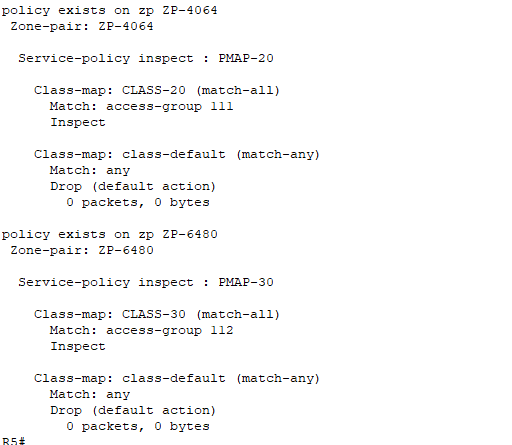 policy exists on zp ZP-4064
Zone-pair: ZP-4064
Service-policy inspect : PMAP-20
Class-map: CLASS-20 (match-all)
Match: access-group 111
Inspect
Class-map: class-default (match-any)
Match: any
Drop (default action)
0 packets, 0 bytes
policy exists on zp ZP-6480
Zone-pair: ZP-6480
Service-policy inspect : PMAP-30
Class-map: CLASS-30 (match-all)
Match: access-group 112
Inspect
Class-map: class-default (match-any)
Match: any
Drop (default action)
0 packets, 0 bytes
R5#